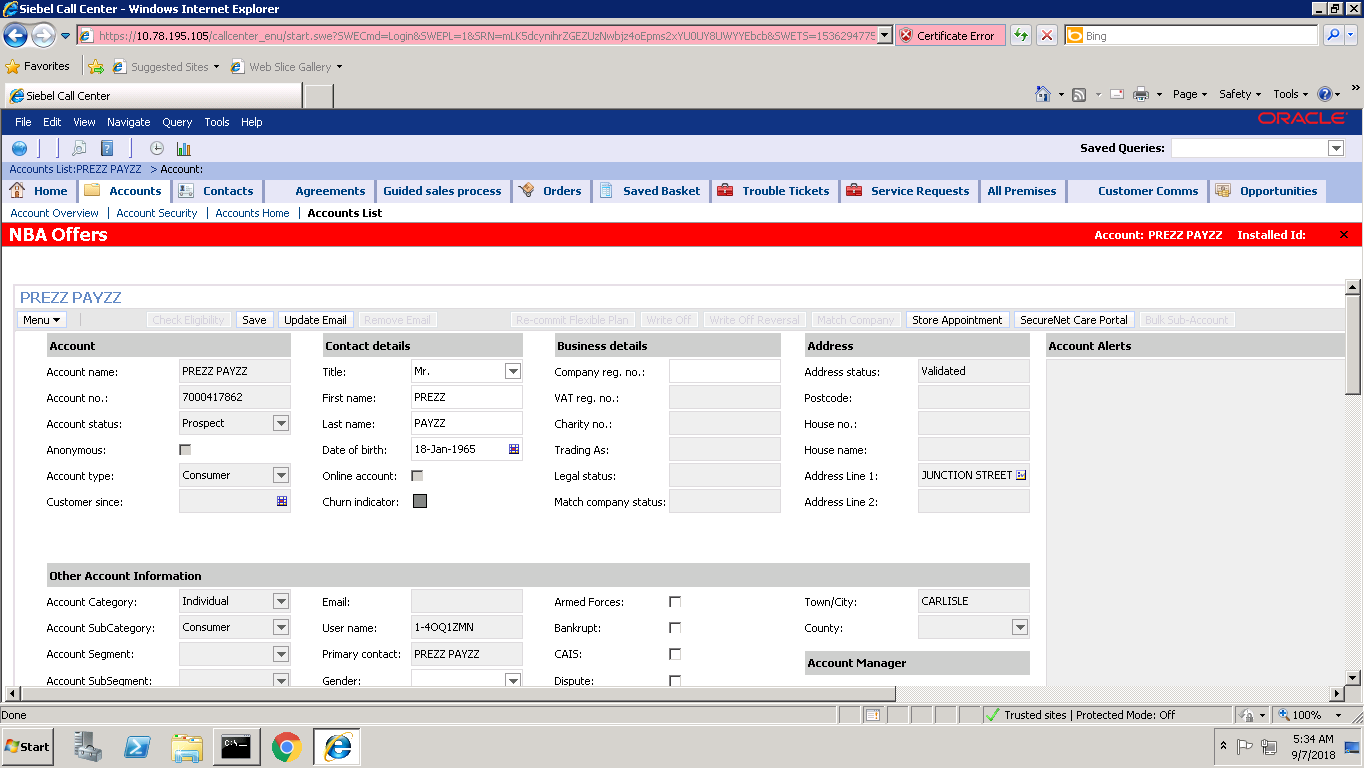 Siebel Call Center - Windows Internet Explorer
https://10.78.195.105/callcenter_enu/start.swe?SWECmd=Login&SWEPL=1&SRN=mLK5dcynihrZGEZUzNwbjz4oEpms2xYU0UY8UWYYEbcb&SWETS=1536294775 Certificate Error Bing
Favorites Suggested Sites Web Slice Gallery
Siebel Call Center Page Safety Tools »
File Edit View Navigate Query Tools Help ORACLE
Saved Queries:
Accounts List:PREZZ PAYZZ > Account:
Home Accounts Contacts Agreements Guided sales process Orders Saved Basket Trouble Tickets Service Requests All Premises Customer Comms Opportunities
Account Overview | Account Security | Accounts Home | Accounts List
NBA Offers Account: PREZZ PAYZZ Installed Id: ×
PREZZ PAYZZ
Menu Check Eligibility Save Update Email Remove Email Re-commit Flexible Plan Write Off Write Off Reversal Match Company Store Appointment SecureNet Care Portal Bulk Sub-Account
Account Contact details Business details Address Account Alerts
Account name: PREZZ PAYZZ Title: Mr. Company reg. no.: Address status: Validated
Account no.: 7000417862 First name: PREZZ VAT reg. no.: Postcode:
Account status: Prospect Last name: PAYZZ Charity no.: House no.:
Anonymous: Date of birth: 18-Jan-1965 Trading As: House name:
Account type: Consumer Online account: Legal status: Address Line 1: JUNCTION STREET
Customer since: Churn indicator: Match company status: Address Line 2:
Other Account Information
Account Category: Individual Email: Armed Forces: Town/City: CARLISLE
Account SubCategory: Consumer User name: 1-4OQ1ZMN Bankrupt: County:
Account Segment: Primary contact: PREZZ PAYZZ CAIS: Account Manager
Account SubSegment: Gender: Dispute:
Done Trusted sites | Protected Mode: Off 100%
Start C:\ 5:34 AM
9/7/2018